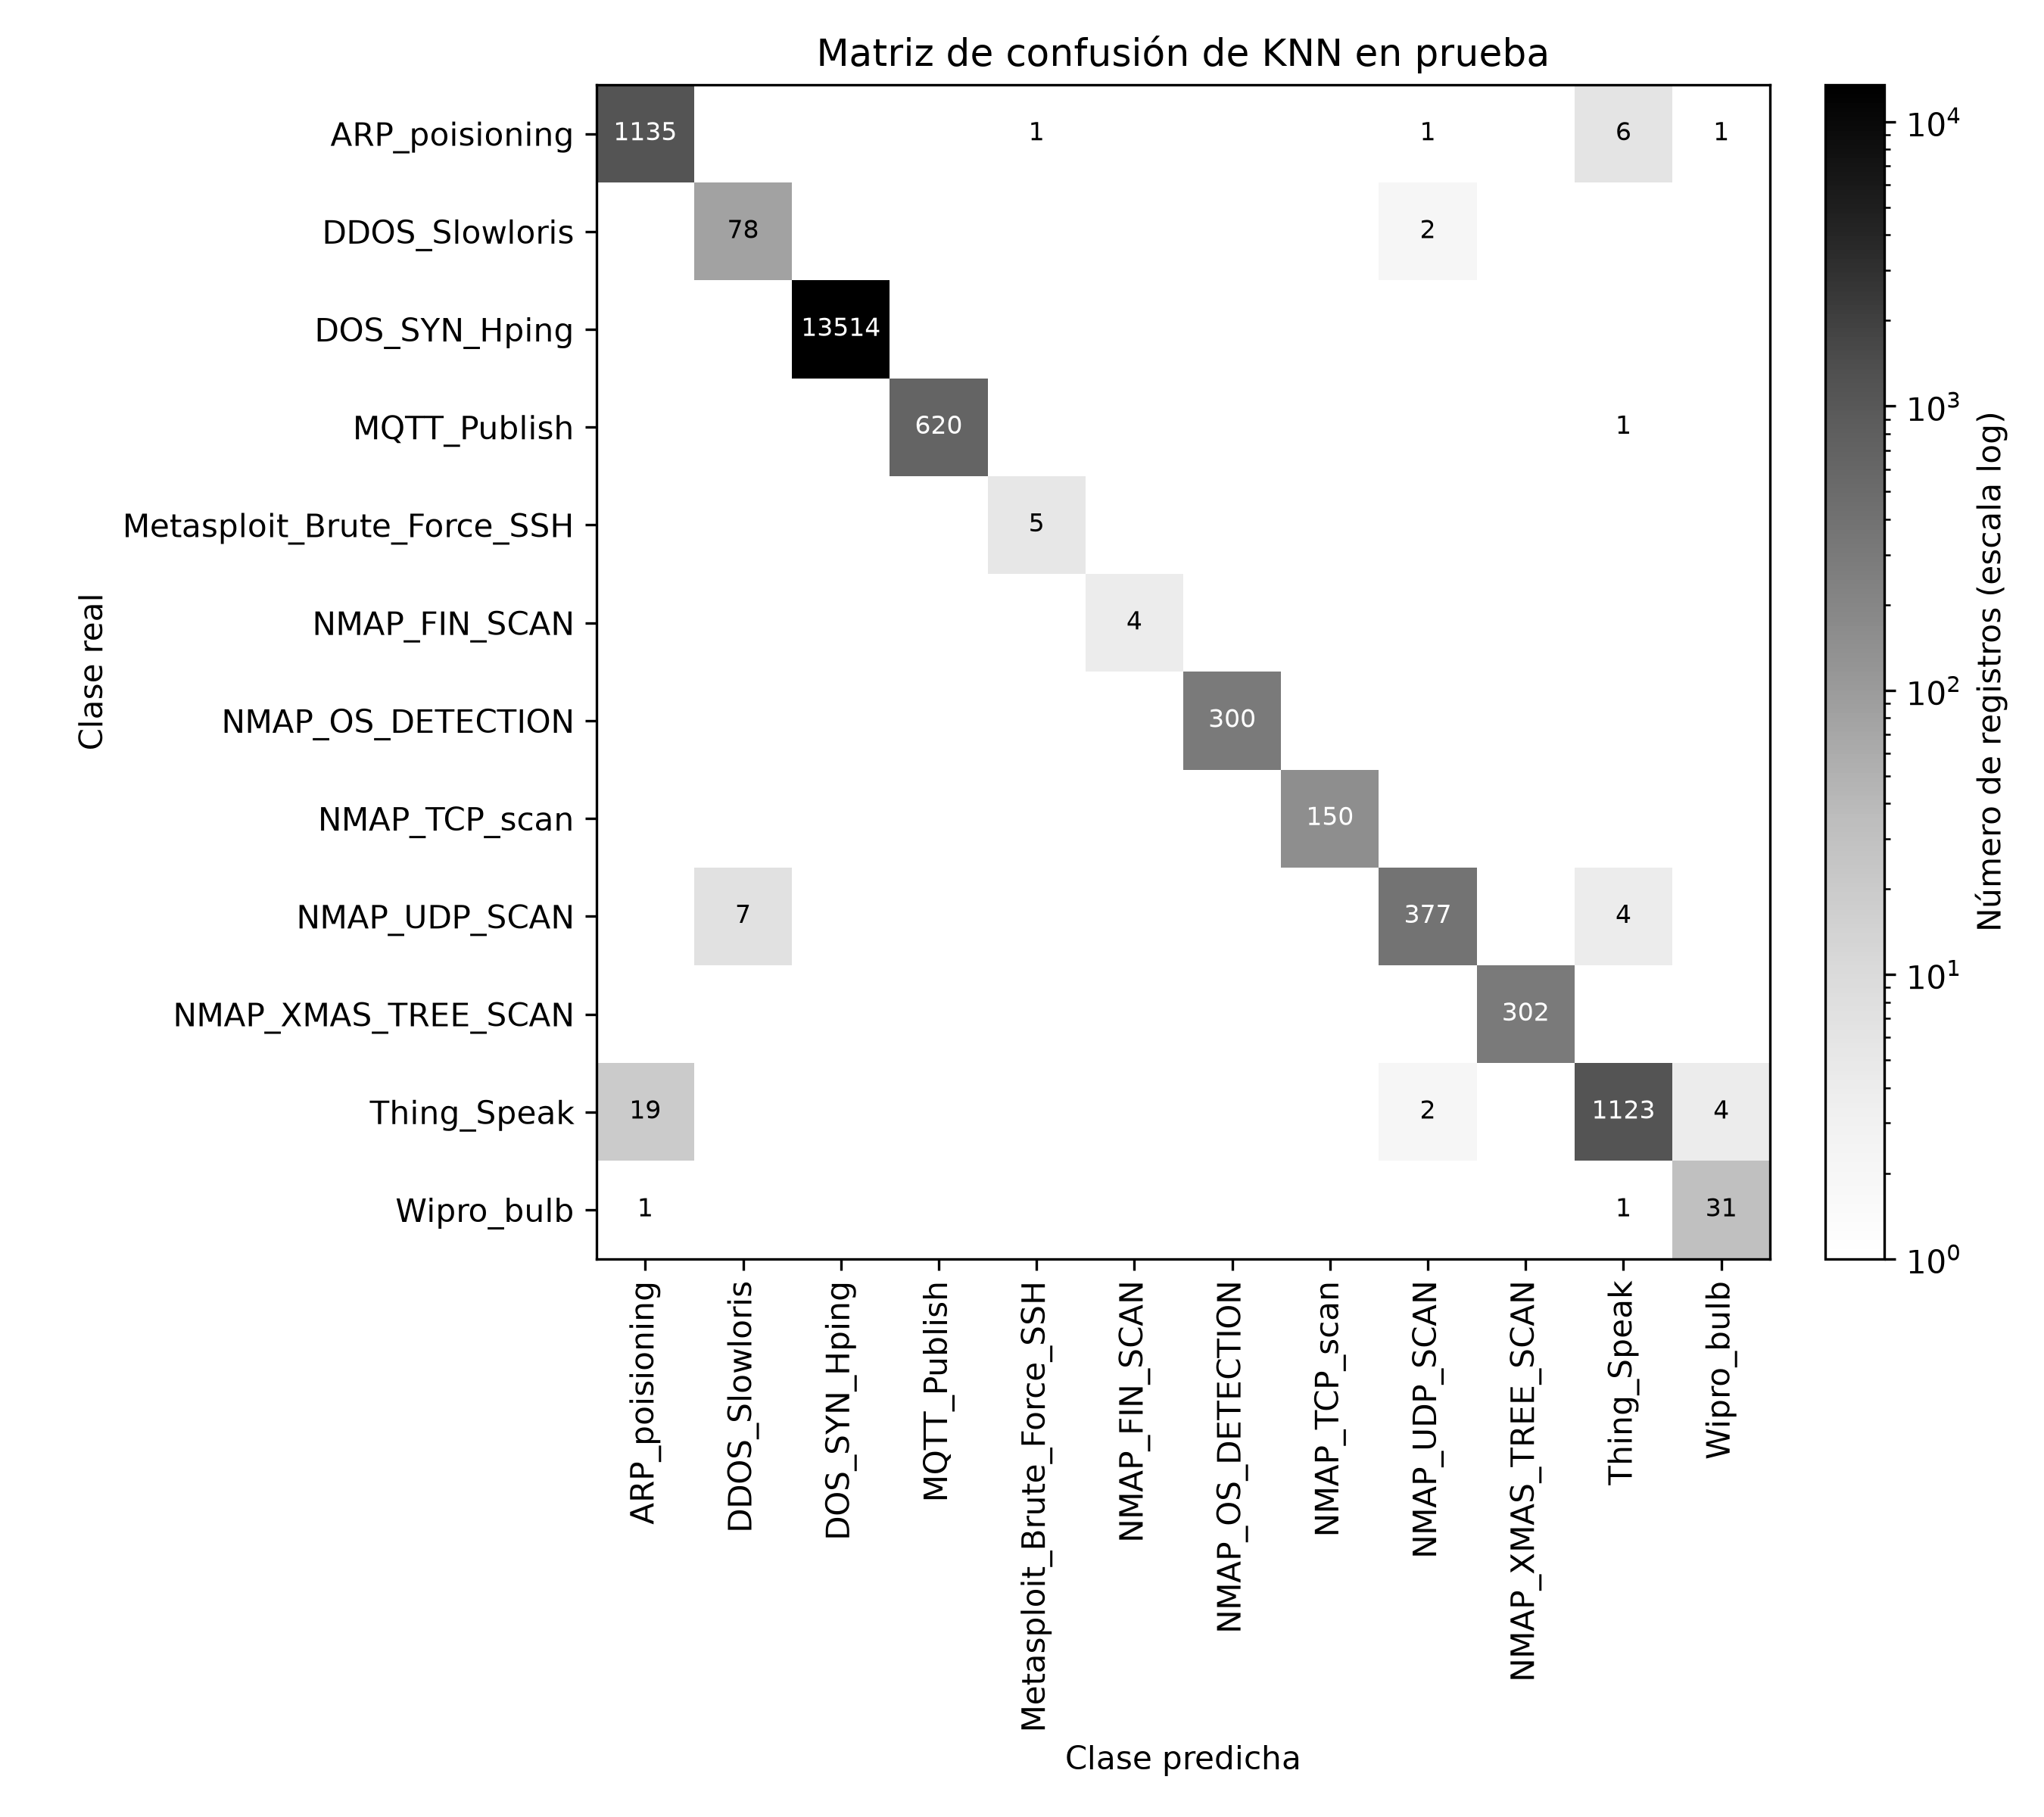 Matriz de confusión de KNN en prueba
ARP_poisioning 1135 1 1 6 1
DDOS_Slowloris 78 2
DOS_SYN_Hping 13514
MQTT_Publish 620 1
Metasploit_Brute_Force_SSH 5
NMAP_FIN_SCAN 4
NMAP_OS_DETECTION 300
NMAP_TCP_scan 150
NMAP_UDP_SCAN 7 377 4
NMAP_XMAS_TREE_SCAN 302
Thing_Speak 19 2 1123 4
Wipro_bulb 1 1 31
Clase real
ARP_poisioning
DDOS_Slowloris
DOS_SYN_Hping
MQTT_Publish
Metasploit_Brute_Force_SSH
NMAP_FIN_SCAN
NMAP_OS_DETECTION
NMAP_TCP_scan
NMAP_UDP_SCAN
NMAP_XMAS_TREE_SCAN
Thing_Speak
Wipro_bulb
Clase predicha
10⁴
10³
10²
10¹
10⁰
Número de registros (escala log)